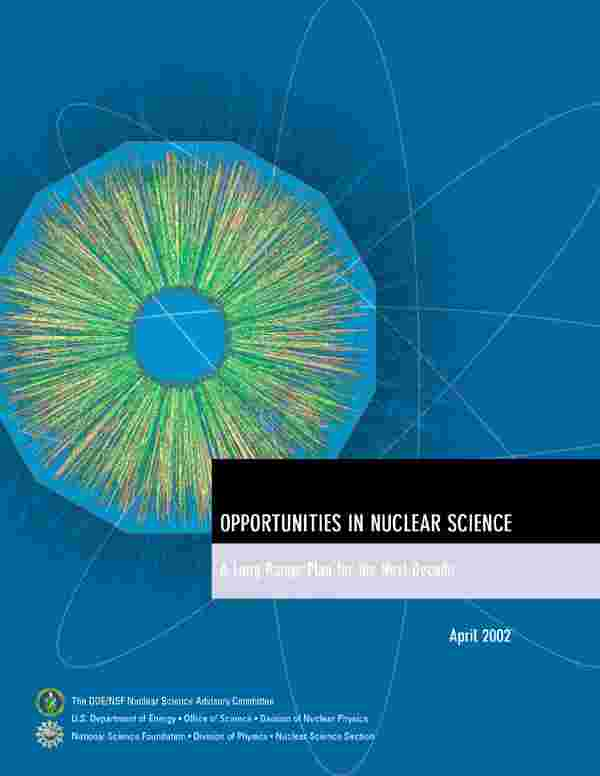 OPPORTUNITIES IN NUCLEAR SCIENCE
A Long-Range Plan for the Next Decade
April 2002
The DOE/NSF Nuclear Science Advisory Committee
U.S. Department of Energy • Office of Science • Division of Nuclear Physics
National Science Foundation • Division of Physics • Nuclear Science Section